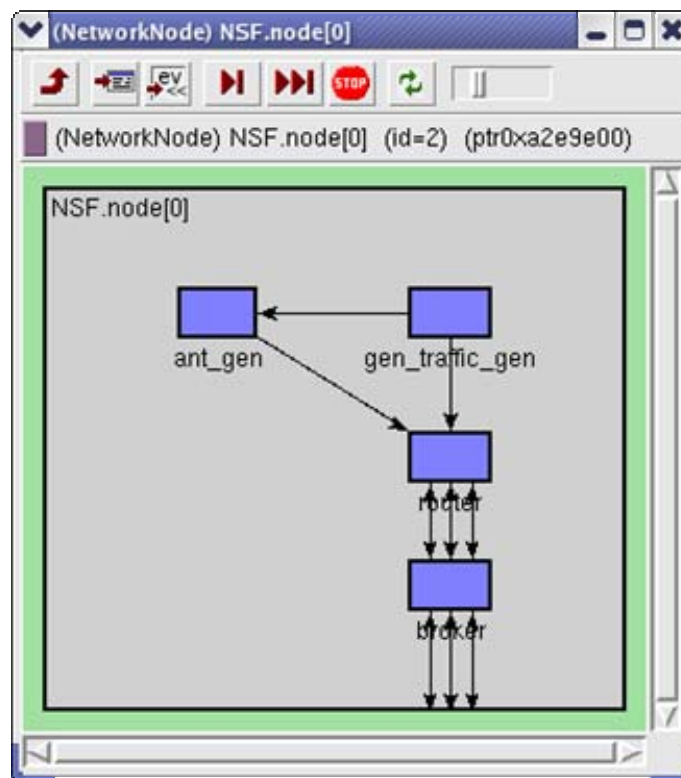 (NetworkNode) NSF.node[0]
ev
<<
STOP
(NetworkNode) NSF.node[0] (id=2) (ptr0xa2e9e00)
NSF.node[0]
ant_gen
gen_traffic_gen
router
broker